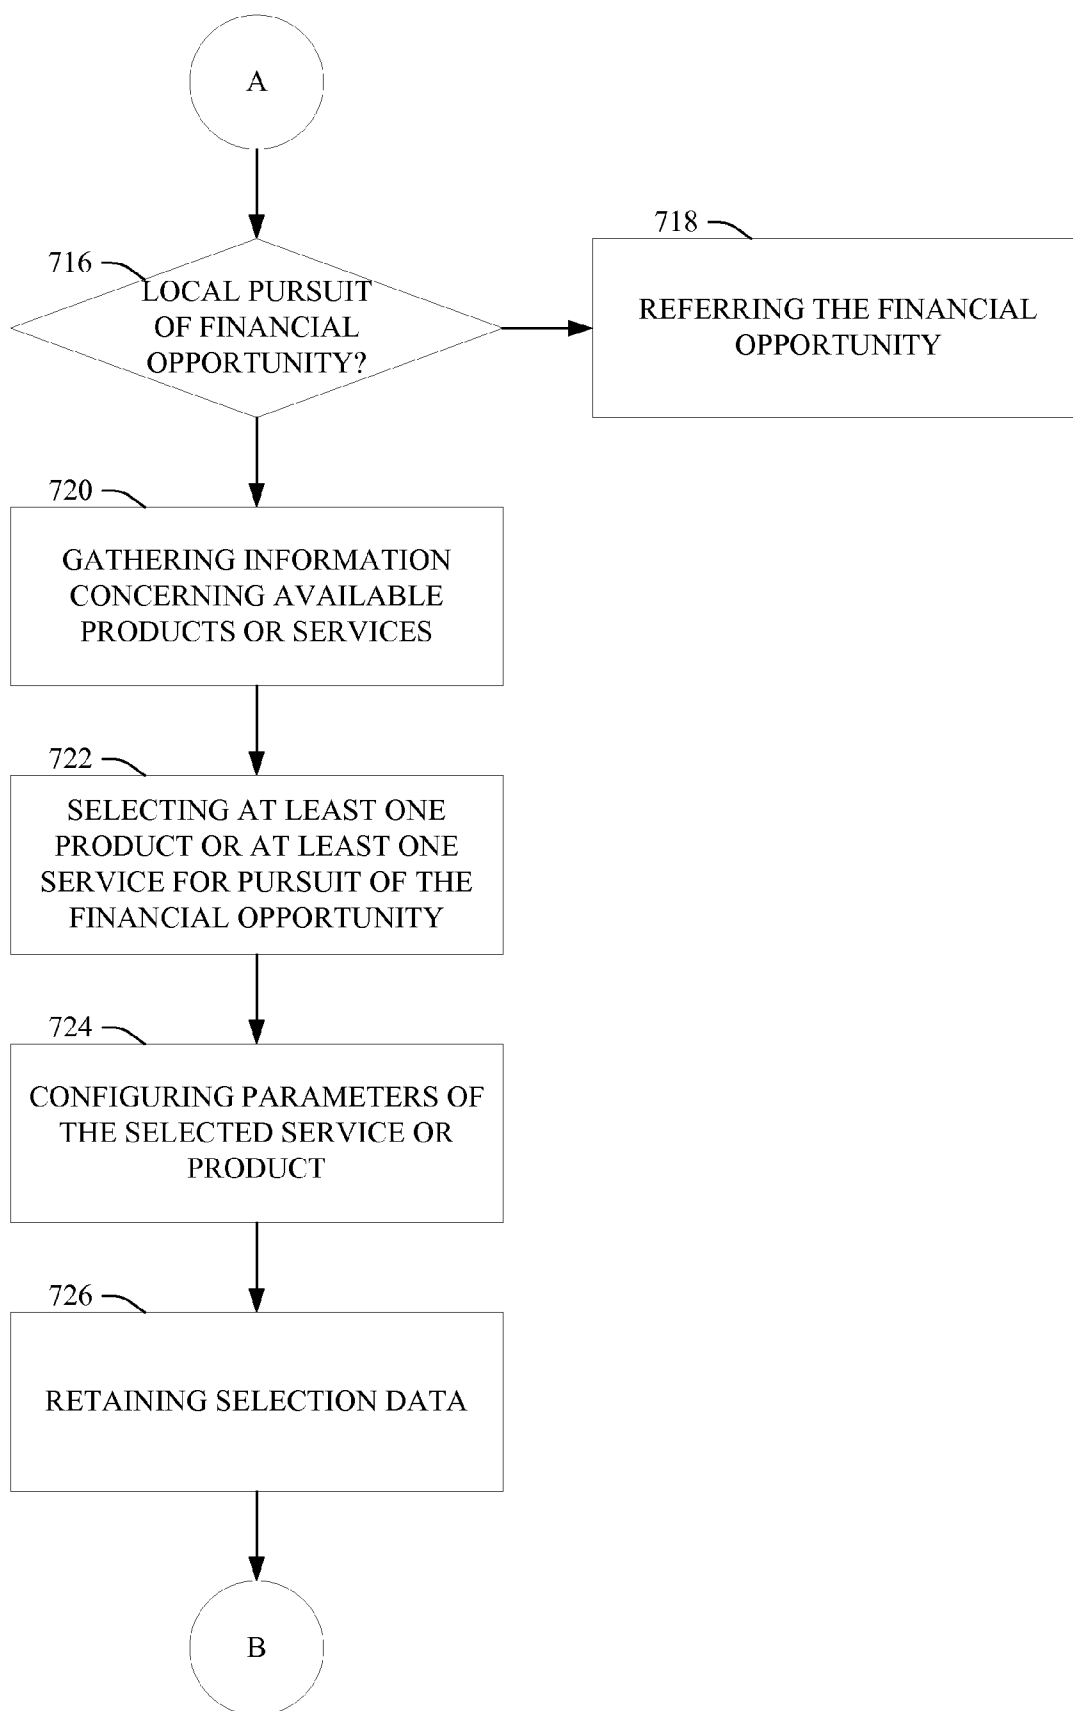 A
716
LOCAL PURSUIT
OF FINANCIAL
OPPORTUNITY?
718
REFERRING THE FINANCIAL
OPPORTUNITY
720
GATHERING INFORMATION
CONCERNING AVAILABLE
PRODUCTS OR SERVICES
722
SELECTING AT LEAST ONE
PRODUCT OR AT LEAST ONE
SERVICE FOR PURSUIT OF THE
FINANCIAL OPPORTUNITY
724
CONFIGURING PARAMETERS OF
THE SELECTED SERVICE OR
PRODUCT
726
RETAINING SELECTION DATA
B